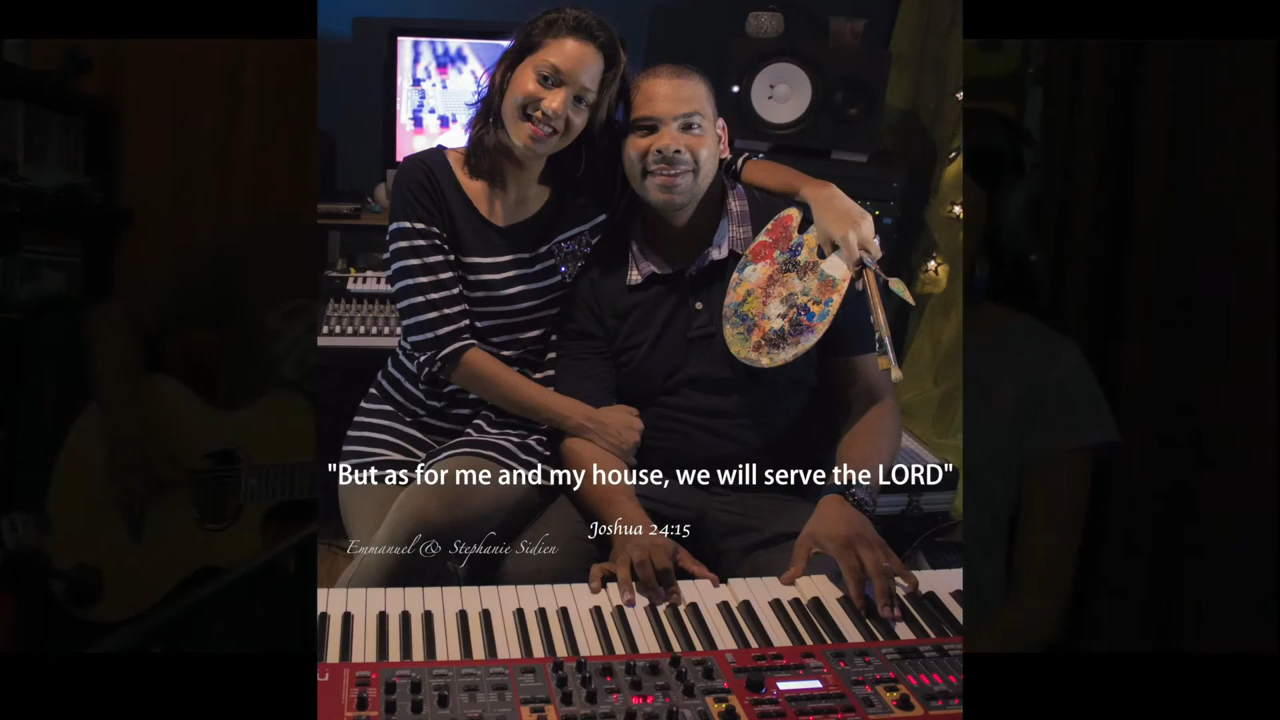 "But as for me and my house, we will serve the LORD"
Joshua 24:15
Emmanuel & Stephanie Sidien